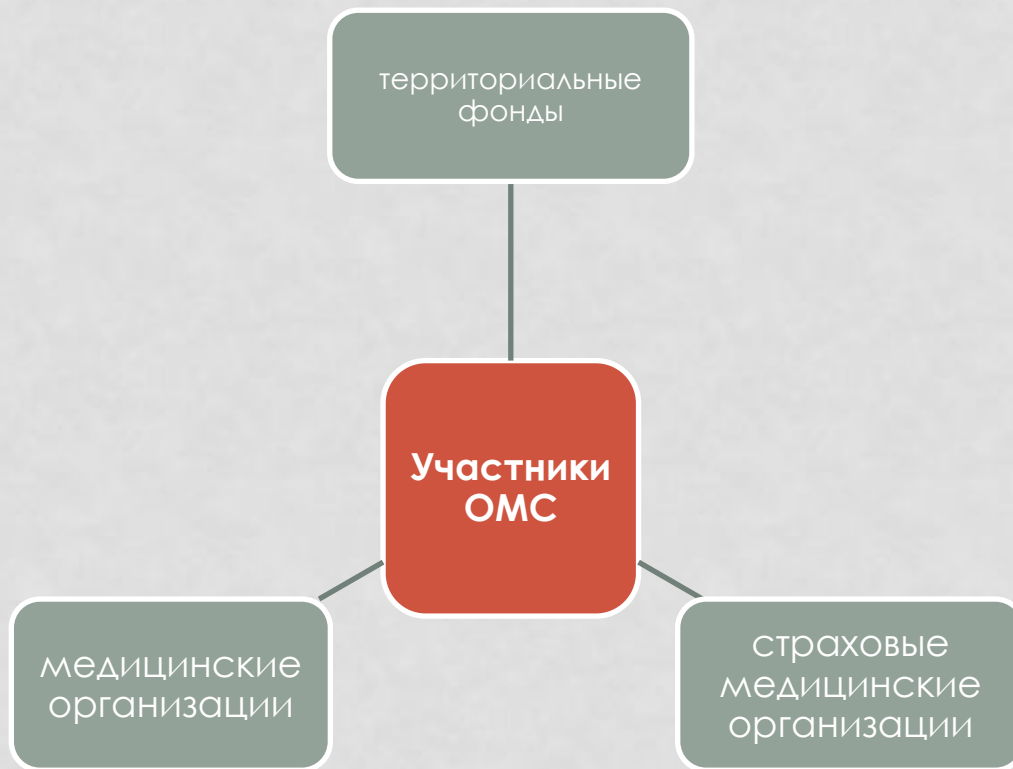 территориальные
фонды
Участники
ОМС
медицинские
организации
страховые
медицинские
организации